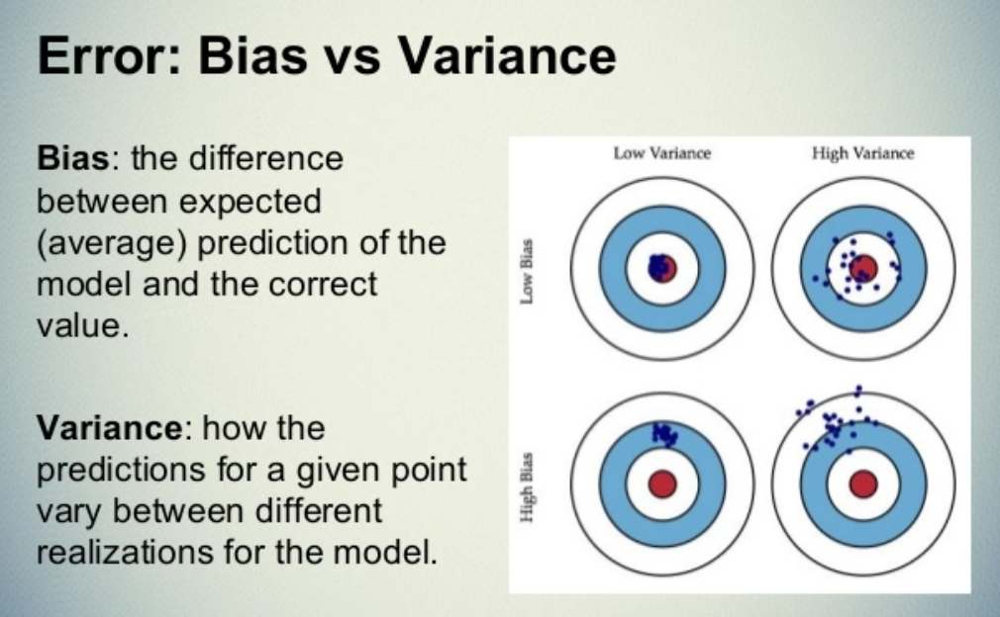 Error: Bias vs Variance
Bias: the difference
between expected
(average) prediction of the
model and the correct
value.
Variance: how the
predictions for a given point
vary between different
realizations for the model.
Low Variance
High Variance
Low Bias
High Bias